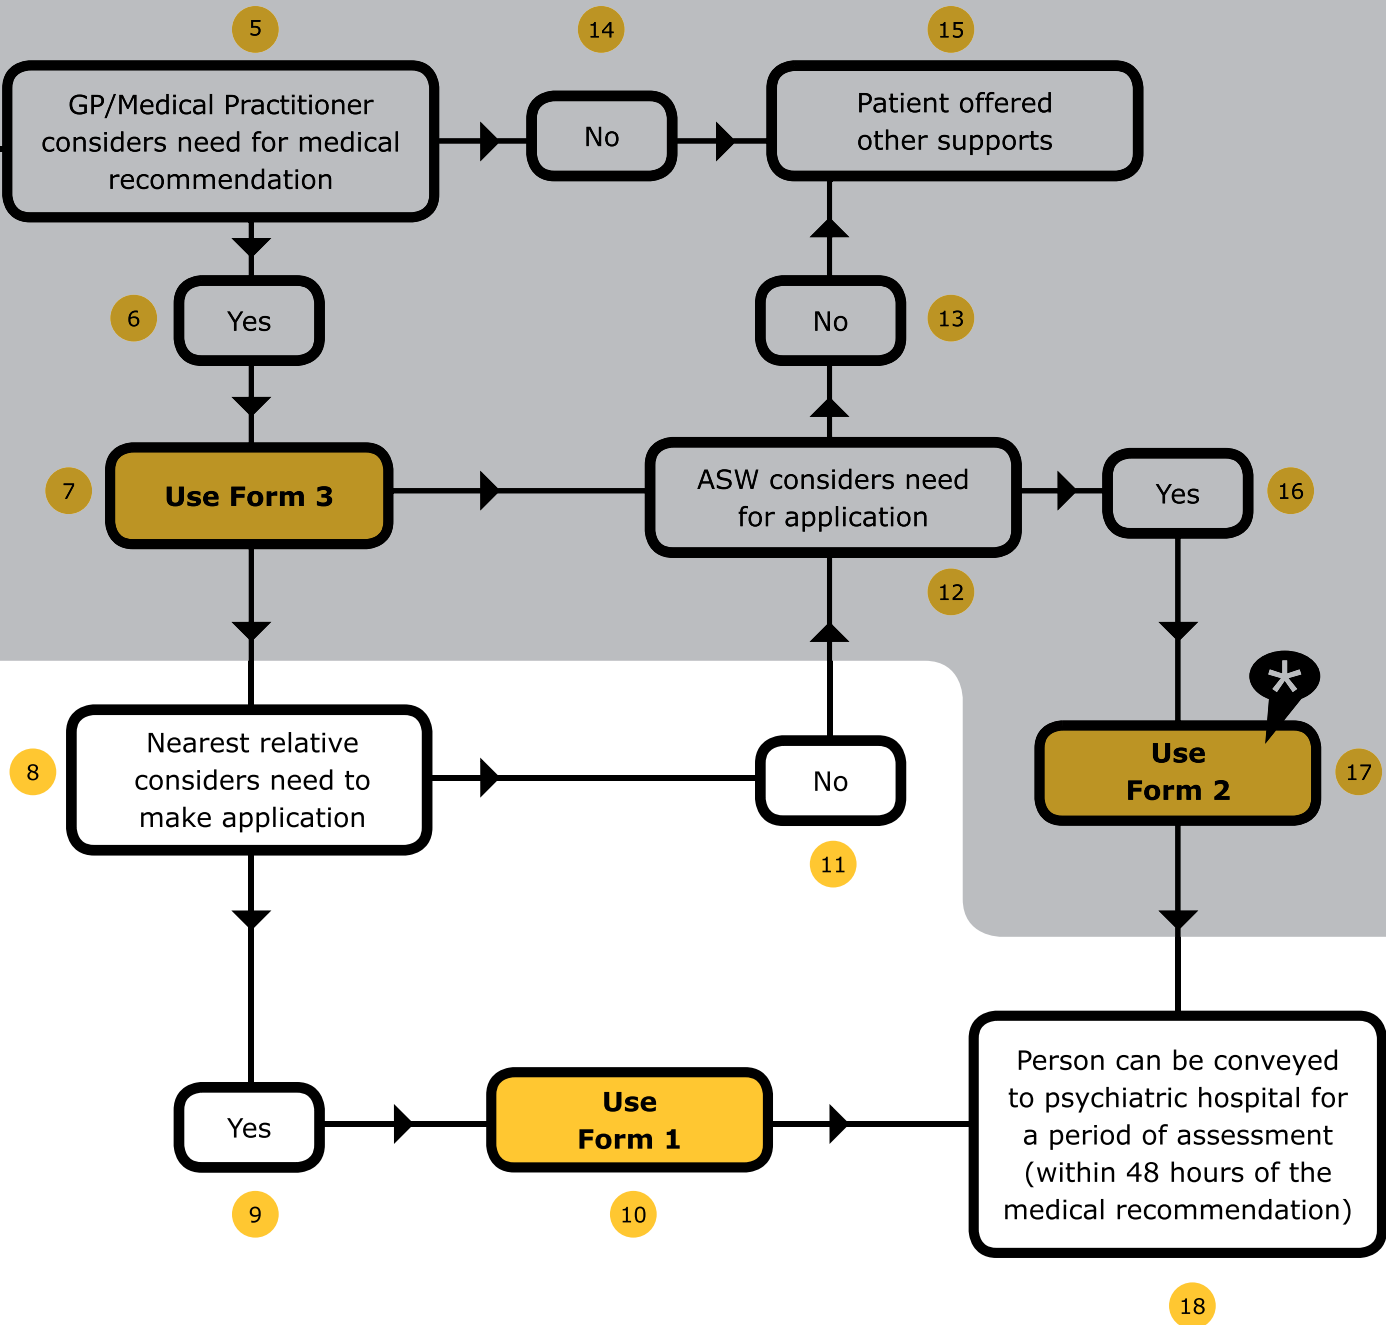 5
14
15
GP/Medical Practitioner
considers need for medical
recommendation
No
Patient offered
other supports
6
Yes
No
13
7
Use Form 3
ASW considers need
for application
Yes
16
12
*
8
Nearest relative
considers need to
make application
No
11
Use
Form 2
17
Yes
9
Use
Form 1
10
Person can be conveyed
to psychiatric hospital for
a period of assessment
(within 48 hours of the
medical recommendation)
18